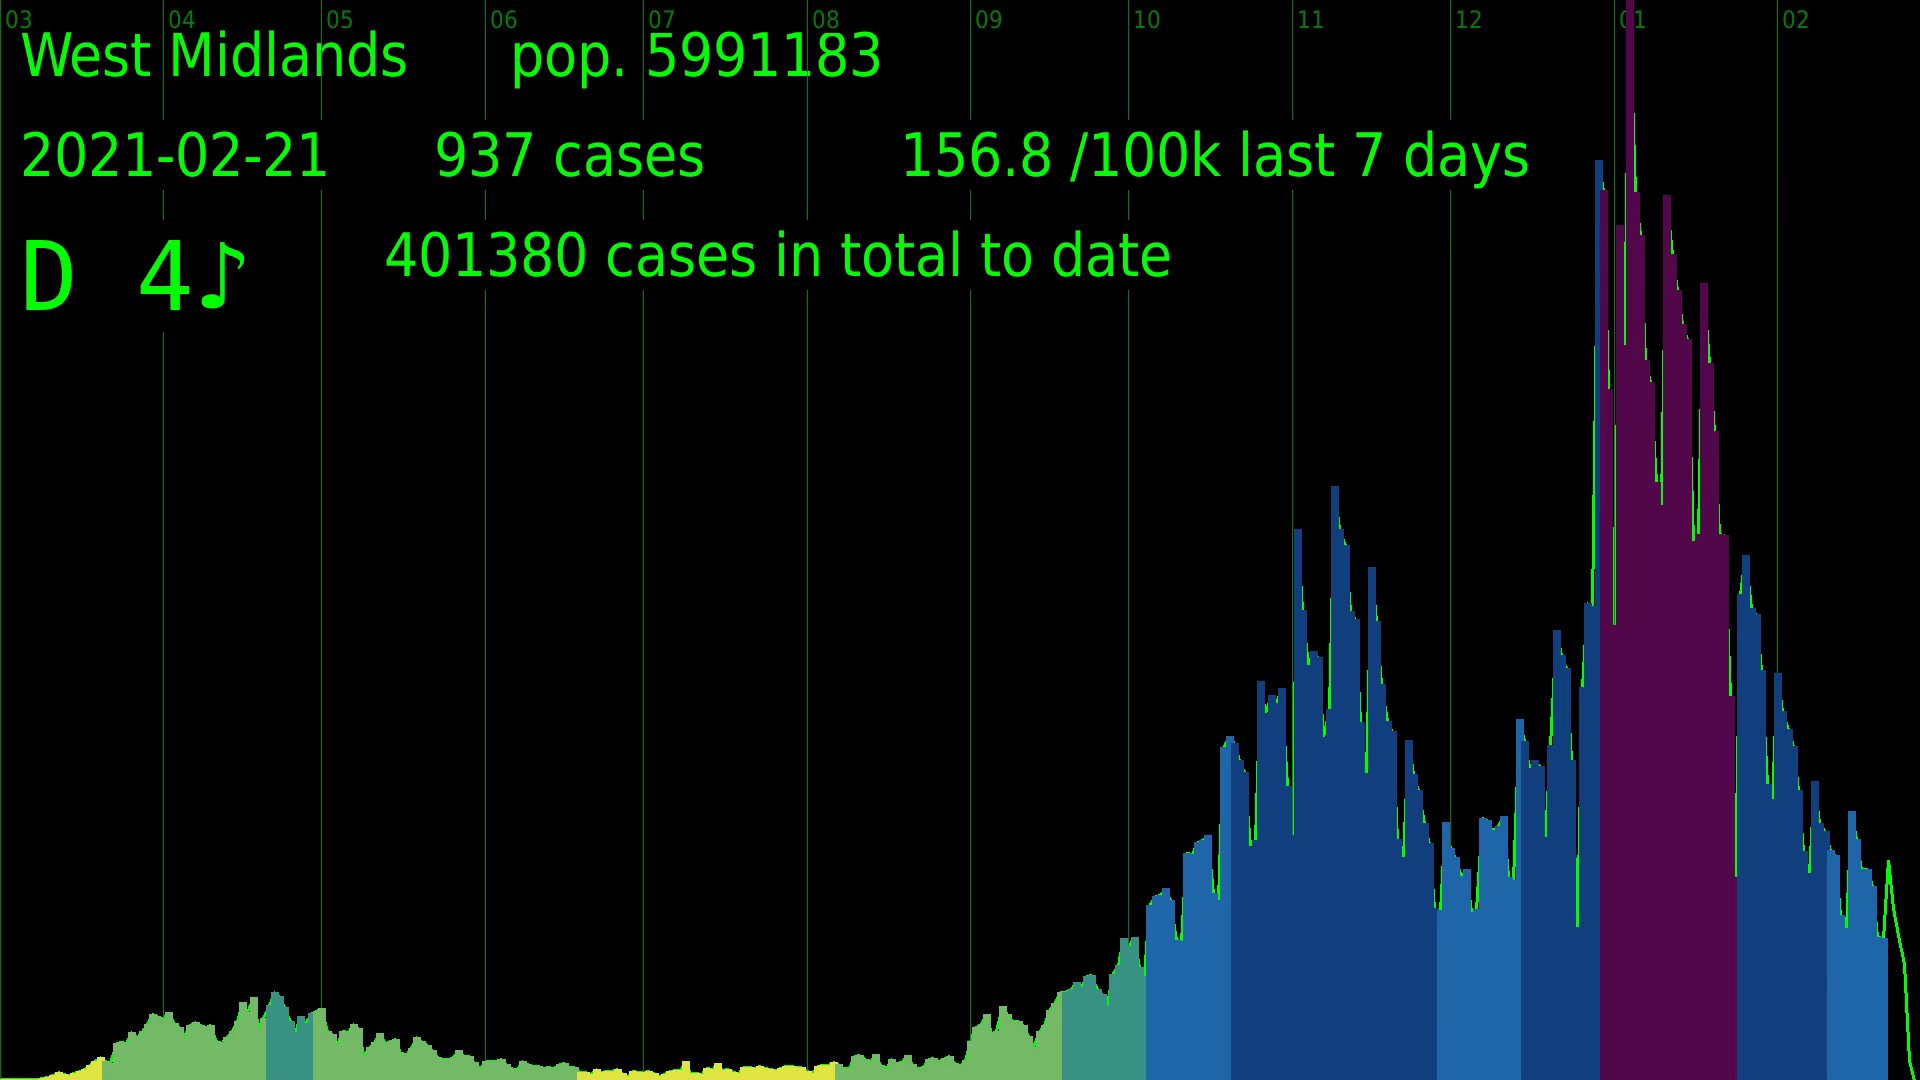 03 04 05 06 07 08 09 10 11 12 01 02
West Midlands pop. 5991183
2021-02-21 937 cases 156.8 /100k last 7 days
D 4♪ 401380 cases in total to date